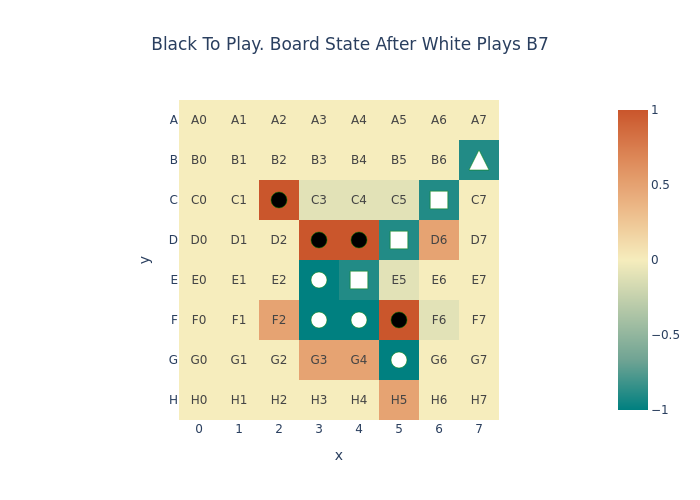 Black To Play. Board State After White Plays B7
A A0 A1 A2 A3 A4 A5 A6 A7
B B0 B1 B2 B3 B4 B5 B6
C C0 C1 C3 C4 C5 C7
D D0 D1 D2 D6 D7
E E0 E1 E2 E5 E6 E7
F F0 F1 F2 F6 F7
G G0 G1 G2 G3 G4 G6 G7
H H0 H1 H2 H3 H4 H5 H6 H7
0 1 2 3 4 5 6 7
x
y
1
0.5
0
−0.5
−1